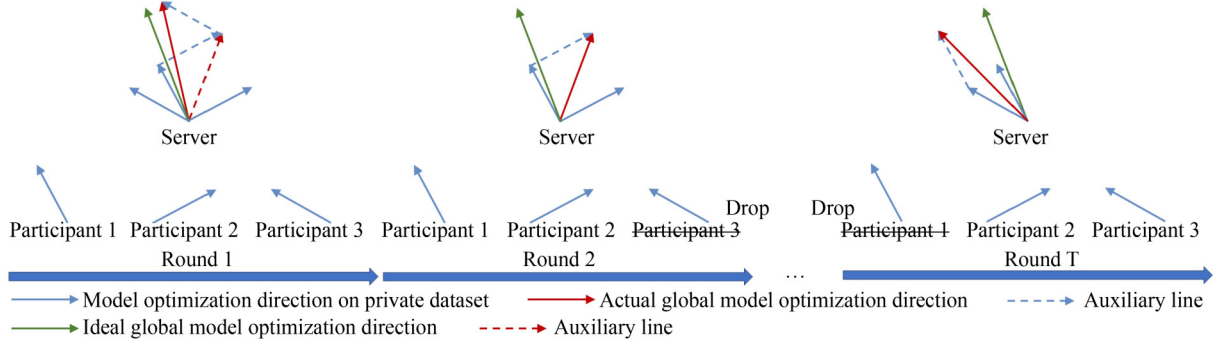 Server Server Server
Drop Drop
Participant 1 Participant 2 Participant 3 Participant 1 Participant 2 Participant 3 Participant 1 Participant 2 Participant 3
Round 1 Round 2 Round T
...
Model optimization direction on private dataset Actual global model optimization direction Auxiliary line
Ideal global model optimization direction Auxiliary line